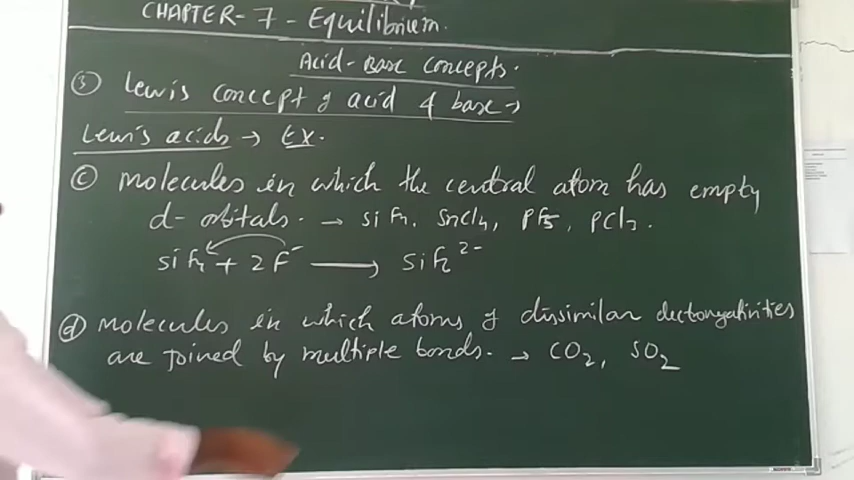 CHAPTER-7 - Equilibrium.
Acid-Base concepts.
③ Lewis concept of acid & base→
Lewis acids → Ex.
ⓒ molecules in which the central atom has empty
d-orbitals. → SiF4, SnCl4, PF5, PCl3.
SiF4 + 2F⁻ ⟶ SiF6²⁻
ⓓ molecules in which atoms of dissimilar electronegativities
are joined by multiple bonds. → CO₂, SO₂